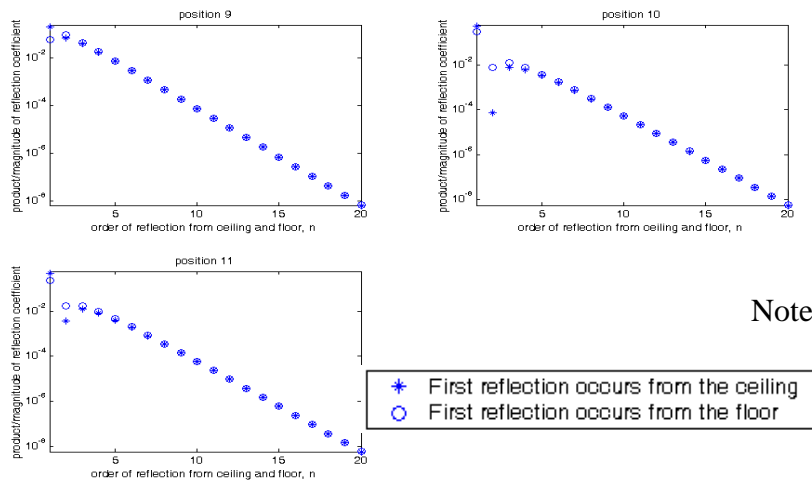 position 9
product/magnitude of reflection coefficient
10^-2
10^-4
10^-6
10^-8
5 10 15 20
order of reflection from ceiling and floor, n
position 10
product/magnitude of reflection coefficient
10^-2
10^-4
10^-6
10^-8
5 10 15 20
order of reflection from ceiling and floor, n
position 11
product/magnitude of reflection coefficient
10^-2
10^-4
10^-6
10^-8
5 10 15 20
order of reflection from ceiling and floor, n
Note
First reflection occurs from the ceiling
First reflection occurs from the floor